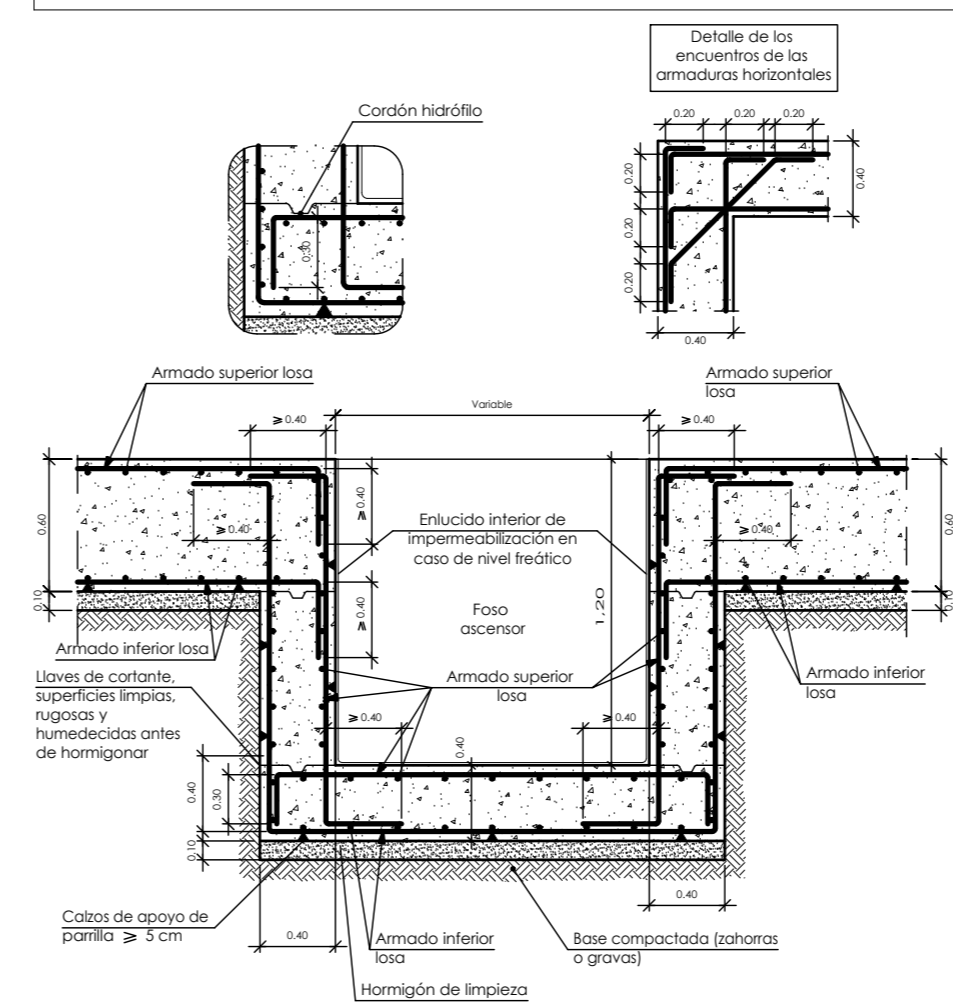 Detalle de los
encuentros de las
armaduras horizontales
Cordón hidrófilo
0.30
0.20
0.20
0.20
0.20
0.20
0.20
0.40
0.40
Armado superior losa
Armado superior
losa
Variable
≥ 0.40
≥ 0.40
0.60
0.10
≥ 0.40
≥ 0.40
≥ 0.40
≥ 0.40
Enlucido interior de
impermeabilización en
caso de nivel freático
1,20
0.60
0.10
Foso
ascensor
Armado inferior losa
Armado superior
losa
Armado inferior
losa
Llaves de cortante,
superficies limpias,
rugosas y
humedecidas antes
de hormigonar
≥ 0.40
≥ 0.40
0.40
0.40
0.30
0.10
0.40
0.40
Calzos de apoyo de
parrilla ≥ 5 cm
Armado inferior
losa
Base compactada (zahorras
o gravas)
Hormigón de limpieza